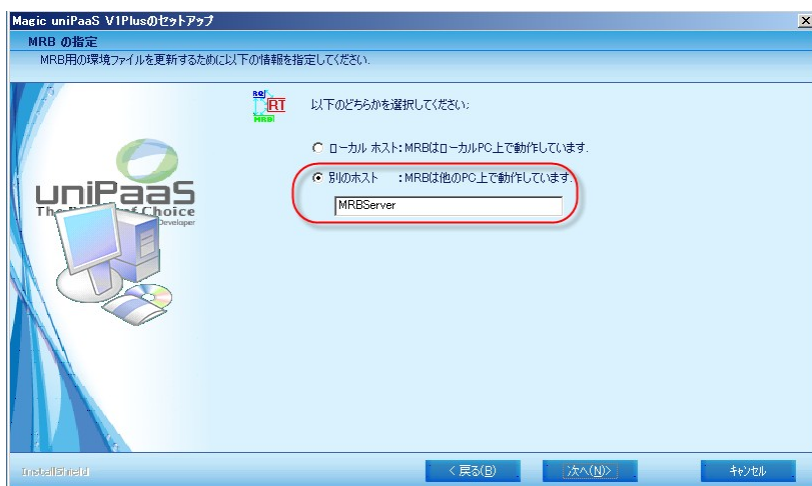 Magic uniPaaS V1Plusのセットアップ
MRB の指定
MRB用の環境ファイルを更新するために以下の情報を指定してください.
RQ
RT
MRB
以下のどちらかを選択してください:
ローカル ホスト: MRBはローカルPC上で動作しています.
別のホスト : MRBは他のPC上で動作しています.
MRBServer
uniPaaS
The
of Choice
Developer
InstallShield
< 戻る(B)
次へ(N)>
キャンセル